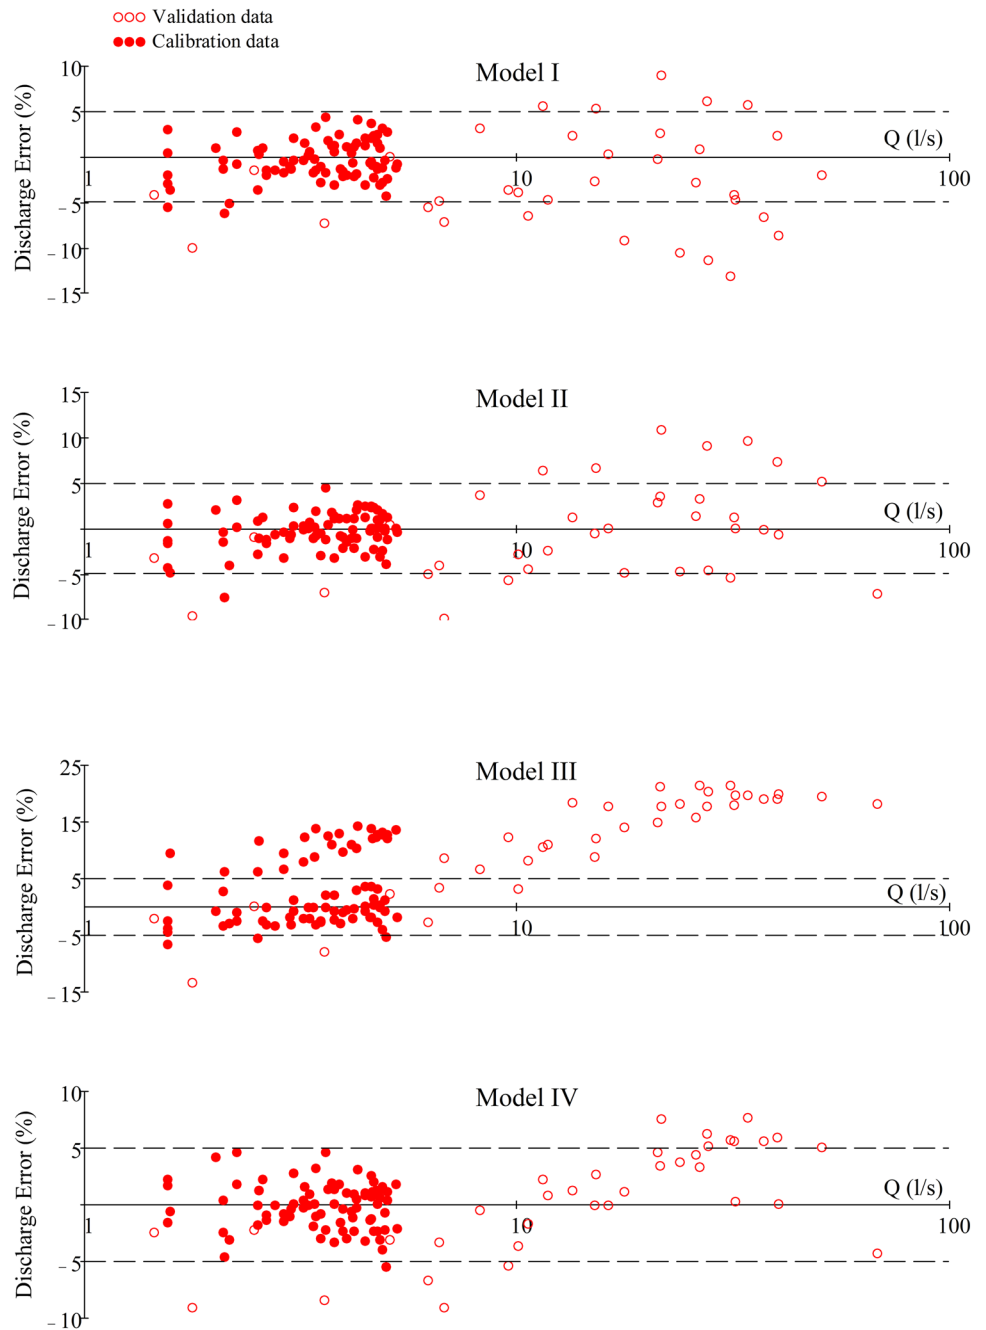 Validation data
Calibration data
Model I
Discharge Error (%)
10
5
- 5
- 10
- 15
Q (l/s)
1
10
100
Model II
Discharge Error (%)
15
10
5
- 5
- 10
Q (l/s)
1
10
100
Model III
Discharge Error (%)
25
15
5
- 5
- 15
Q (l/s)
1
10
100
Model IV
Discharge Error (%)
10
5
- 5
- 10
Q (l/s)
1
10
100